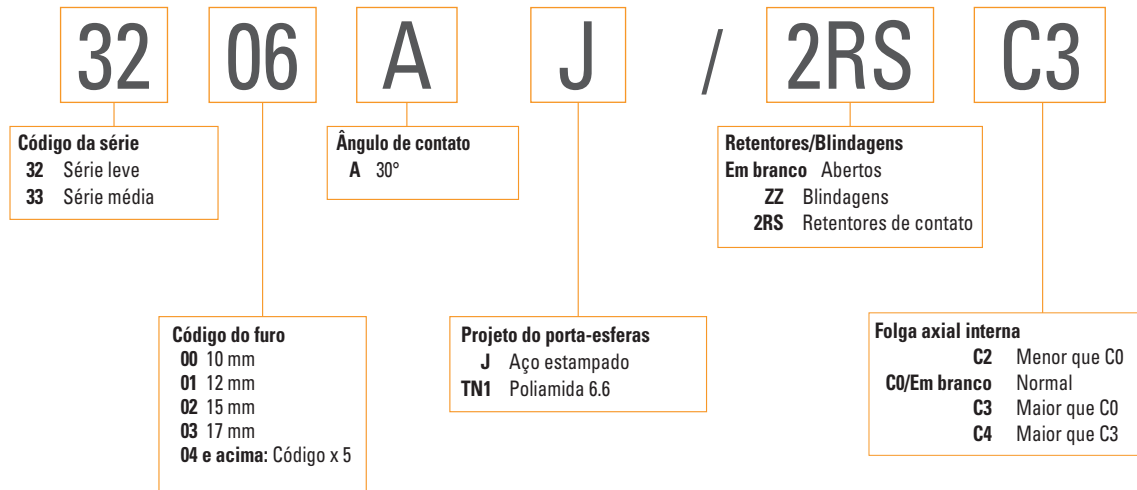 32 06 A J / 2RS C3
Código da série
32 Série leve
33 Série média
Ângulo de contato
A 30°
Retentores/Blindagens
Em branco Abertos
ZZ Blindagens
2RS Retentores de contato
Código do furo
00 10 mm
01 12 mm
02 15 mm
03 17 mm
04 e acima: Código x 5
Projeto do porta-esferas
J Aço estampado
TN1 Poliamida 6.6
Folga axial interna
C2 Menor que C0
C0/Em branco Normal
C3 Maior que C0
C4 Maior que C3